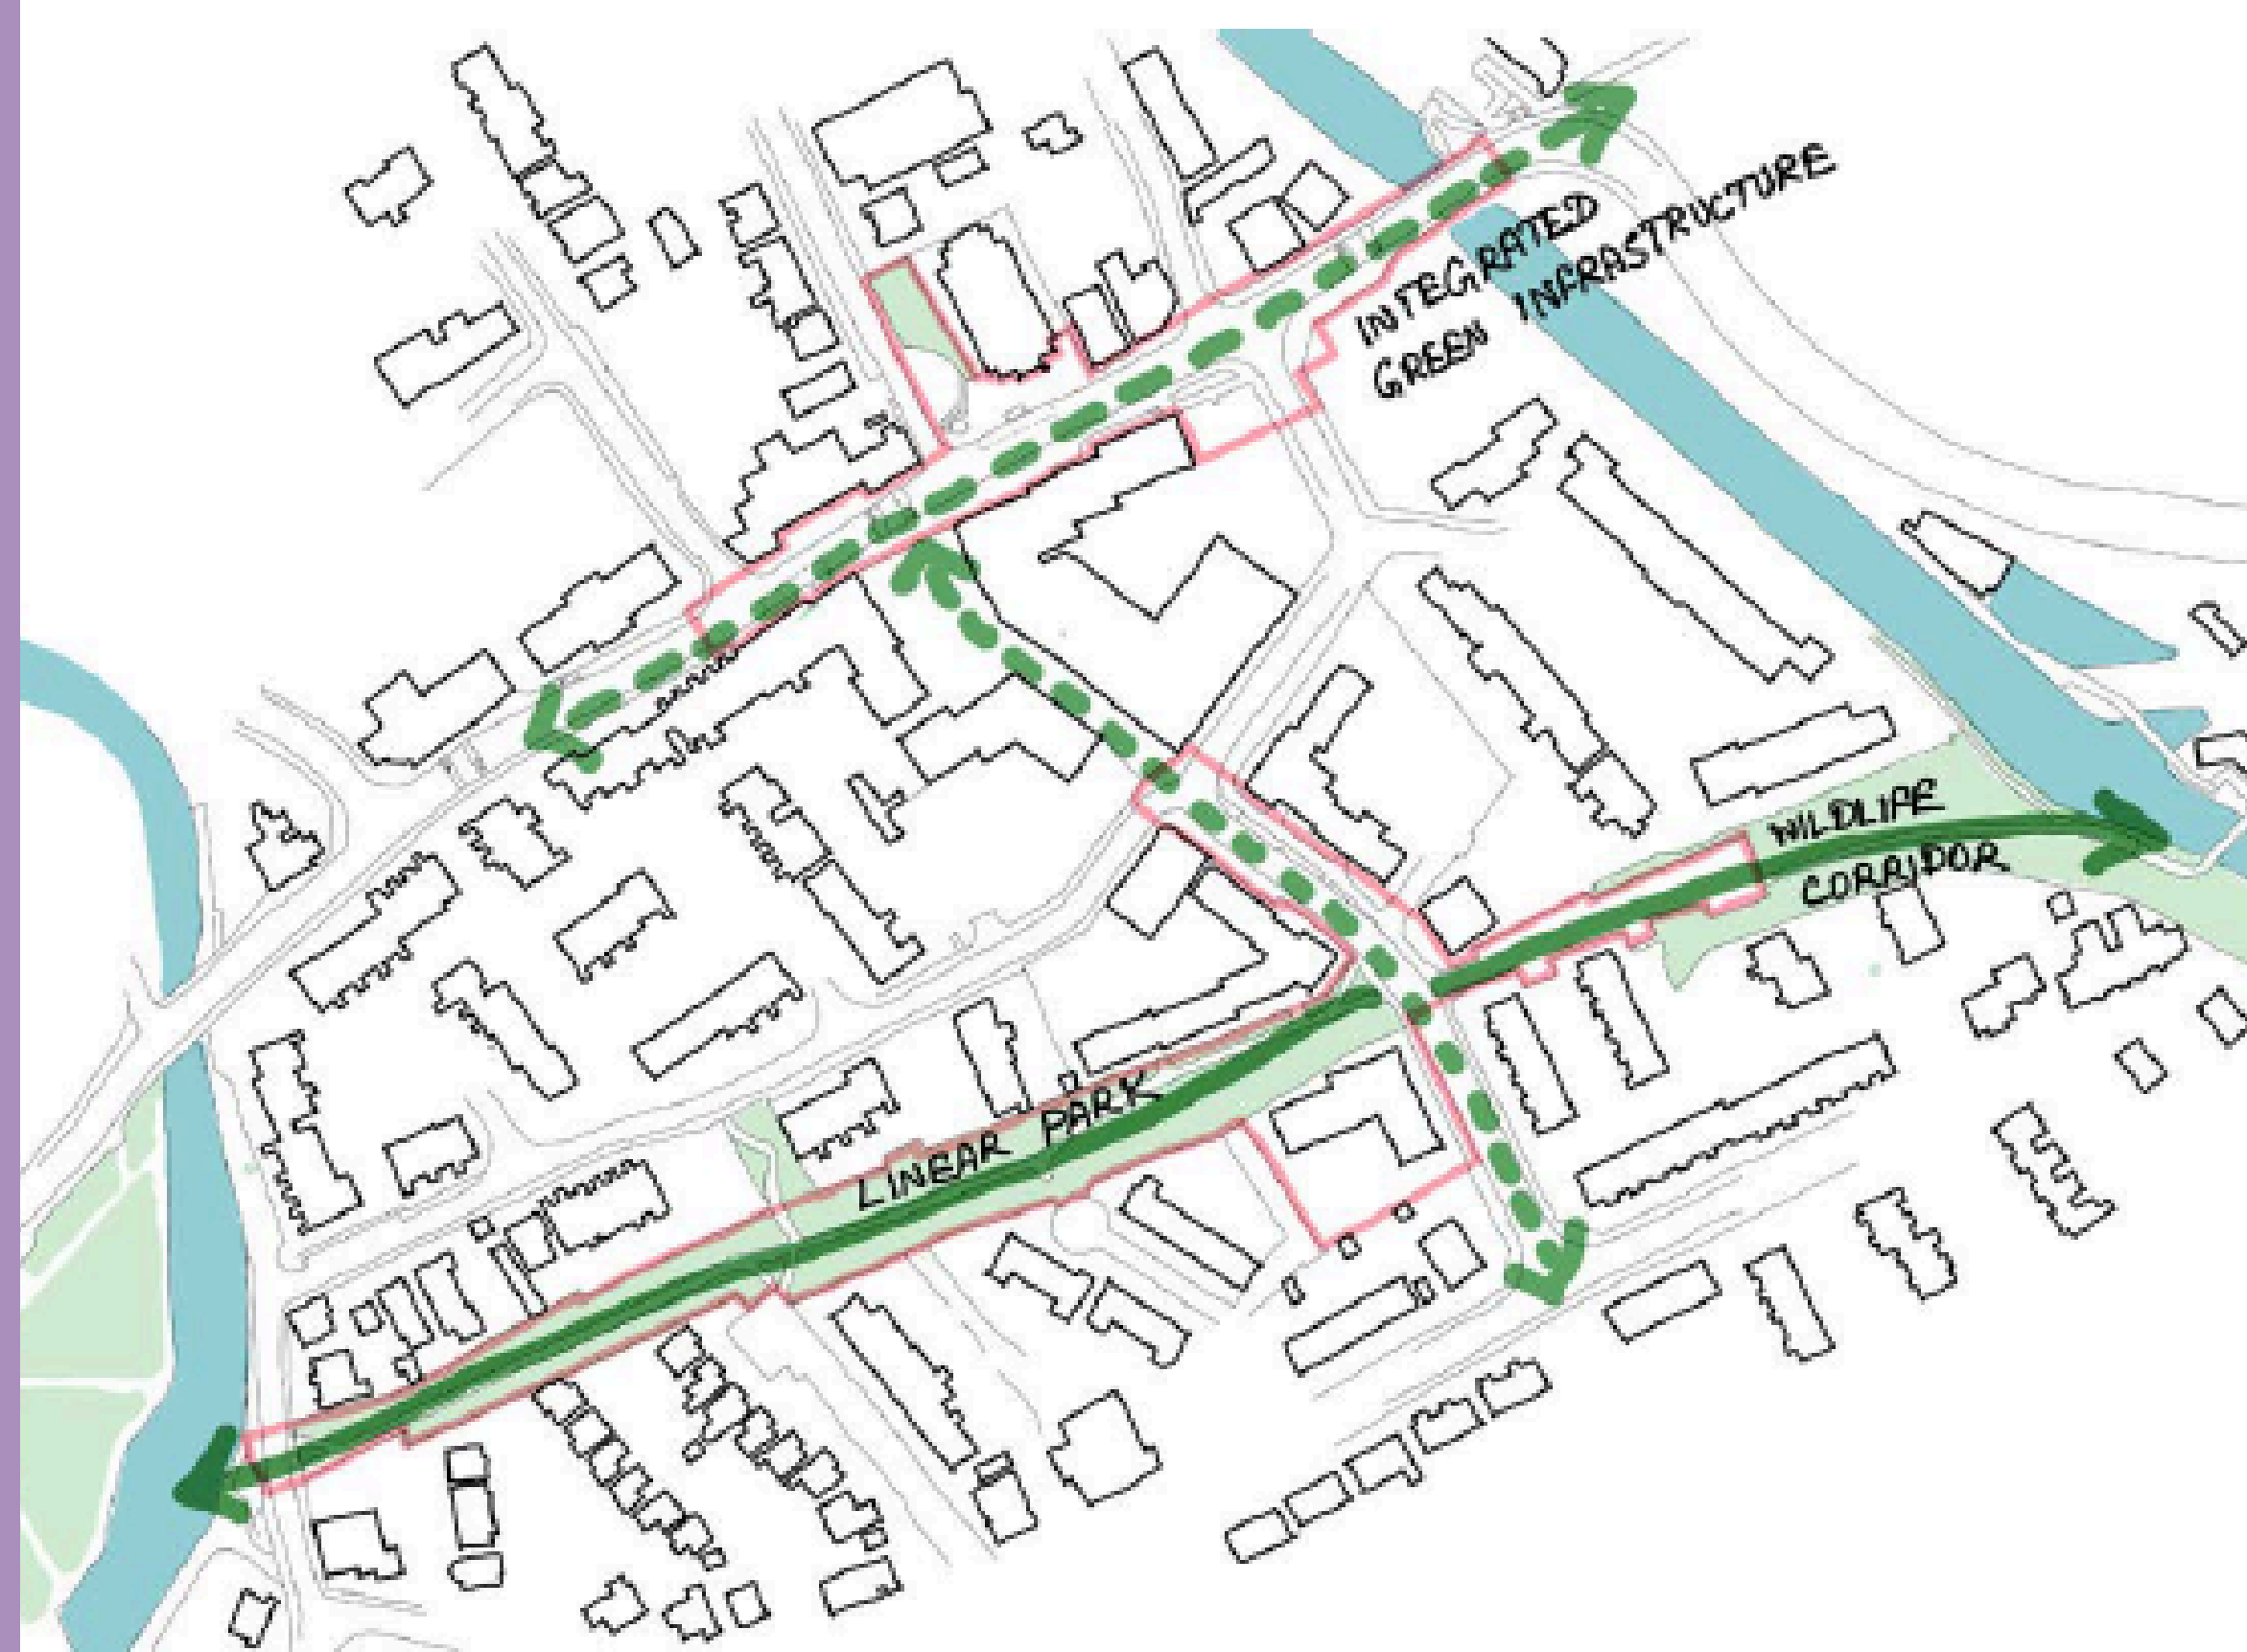 INTEGRATED
GREEN INFRASTRUCTURE
WILDLIFE
CORRIDOR
LINEAR PARK